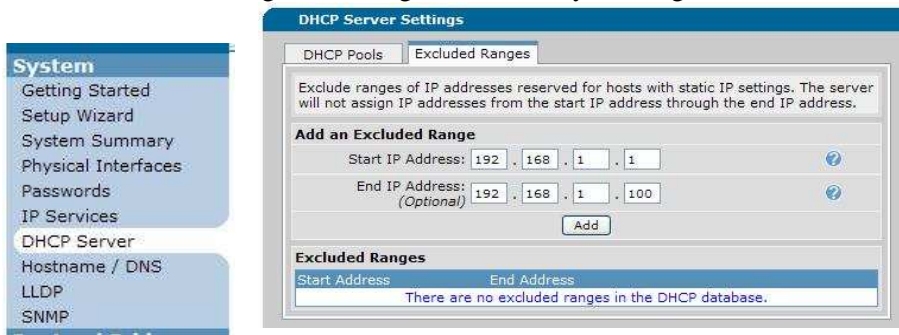 System
Getting Started
Setup Wizard
System Summary
Physical Interfaces
Passwords
IP Services
DHCP Server
Hostname / DNS
LLDP
SNMP
DHCP Server Settings
DHCP Pools
Excluded Ranges
Exclude ranges of IP addresses reserved for hosts with static IP settings. The server
will not assign IP addresses from the start IP address through the end IP address.
Add an Excluded Range
Start IP Address: 192 . 168 . 1 . 1
End IP Address: 192 . 168 . 1 . 100
(Optional)
Add
Excluded Ranges
Start Address End Address
There are no excluded ranges in the DHCP database.